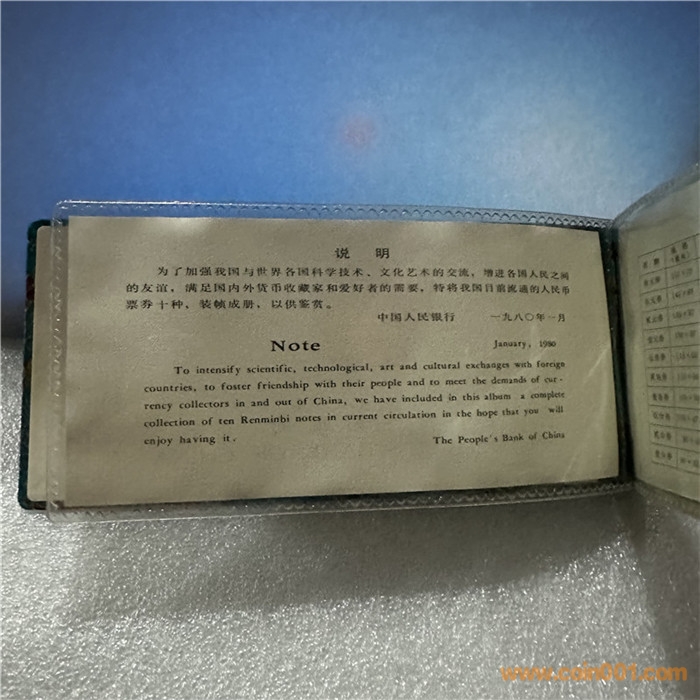 说 明
为了加强我国与世界各国科学技术、文化艺术的交流，增进各国人民之间
的友谊，满足国内外货币收藏家和爱好者的需要，特将我国目前流通的人民币
票券十种，装帧成册，以供鉴赏。
中国人民银行 一九八〇年一月
Note January, 1980
To intensify scientific, technological, art and cultural exchanges with foreign
countries, to foster friendship with their people and to meet the demands of cur-
rency collectors in and out of China, we have included in this album a complete
collection of ten Renminbi notes in current circulation in the hope that you will
enjoy having it. The People's Bank of China
www.coin001.com